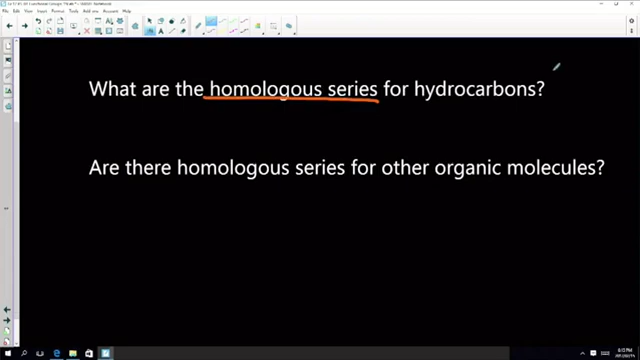 What are the homologous series for hydrocarbons?
Are there homologous series for other organic molecules?